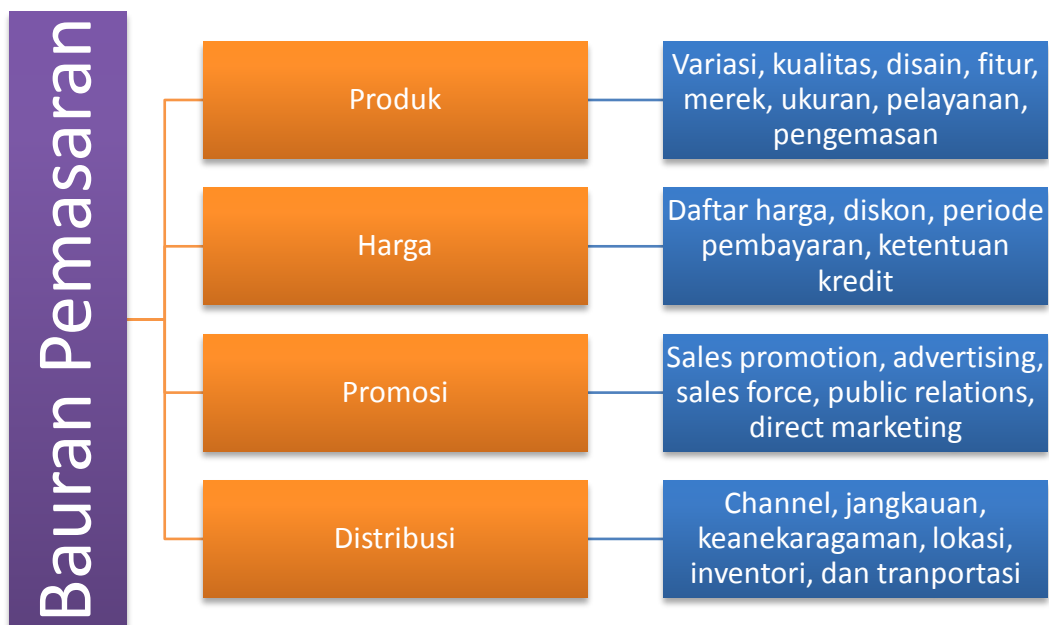 Bauran Pemasaran
Produk
Variasi, kualitas, disain, fitur,
merek, ukuran, pelayanan,
pengemasan
Harga
Daftar harga, diskon, periode
pembayaran, ketentuan
kredit
Promosi
Sales promotion, advertising,
sales force, public relations,
direct marketing
Distribusi
Channel, jangkauan,
keanekaragaman, lokasi,
inventori, dan tranportasi